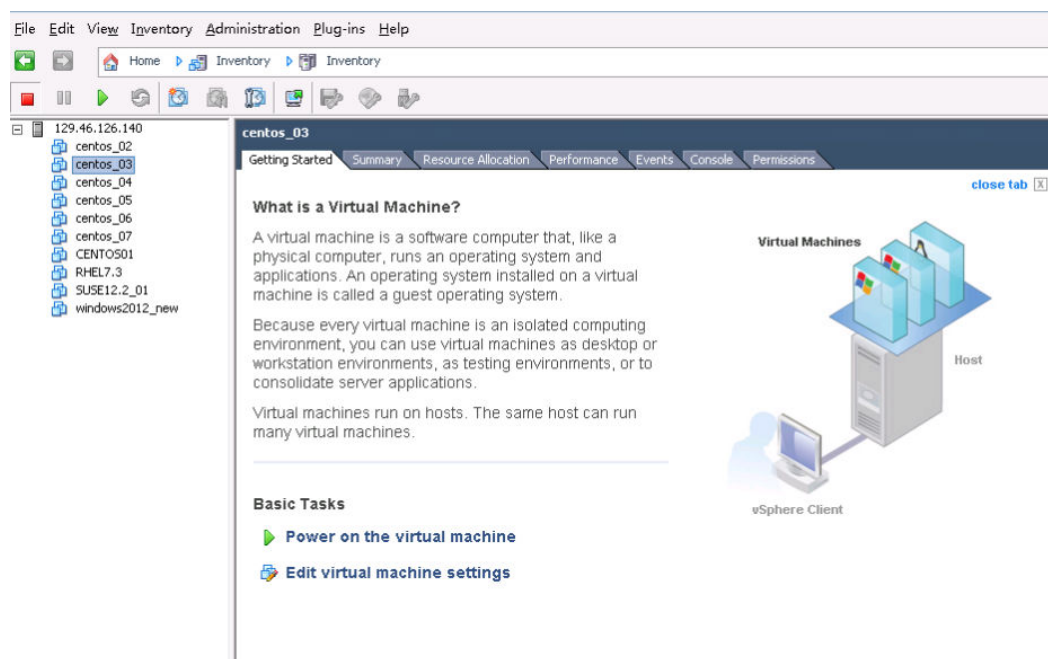 File Edit View Inventory Administration Plug-ins Help
Home Inventory Inventory
129.46.126.140
centos_02
centos_03
centos_04
centos_05
centos_06
centos_07
CENTOS01
RHEL7.3
SUSE12.2_01
windows2012_new
centos_03
Getting Started Summary Resource Allocation Performance Events Console Permissions
close tab X
What is a Virtual Machine?
A virtual machine is a software computer that, like a
physical computer, runs an operating system and
applications. An operating system installed on a virtual
machine is called a guest operating system.
Because every virtual machine is an isolated computing
environment, you can use virtual machines as desktop or
workstation environments, as testing environments, or to
consolidate server applications.
Virtual machines run on hosts. The same host can run
many virtual machines.
Virtual Machines
Host
vSphere Client
Basic Tasks
Power on the virtual machine
Edit virtual machine settings